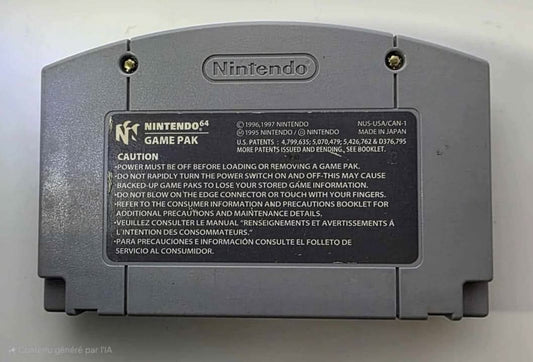 Nintendo
NINTENDO64
GAME PAK
©1996,1997 NINTENDO
©1995 NINTENDO / © NINTENDO
NUS-USA/CAN-1
MADE IN JAPAN
U.S. PATENTS : 4,799,635; 5,070,479; 5,426,762 & D376,795
MORE PATENTS ISSUED AND PENDING, SEE BOOKLET.
CAUTION
•POWER MUST BE OFF BEFORE LOADING OR REMOVING A GAME PAK.
•DO NOT RAPIDLY TURN THE POWER SWITCH ON AND OFF-THIS MAY CAUSE
BACKED-UP GAME PAKS TO LOSE YOUR STORED GAME INFORMATION.
•DO NOT BLOW ON THE EDGE CONNECTOR OR TOUCH WITH YOUR FINGERS.
•REFER TO THE CONSUMER INFORMATION AND PRECAUTIONS BOOKLET FOR
ADDITIONAL PRECAUTIONS AND MAINTENANCE DETAILS.
•VEUILLEZ CONSULTER LE MANUAL "RENSEIGNEMENTS ET AVERTISSEMENTS Á
L'INTENTION DES CONSOMMATEURS."
•PARA PRECAUCIONES E INFORMACIÓN CONSULTE EL FOLLETO DE
SERVICIO AL CONSUMIDOR.
Contenu généré par l'IA